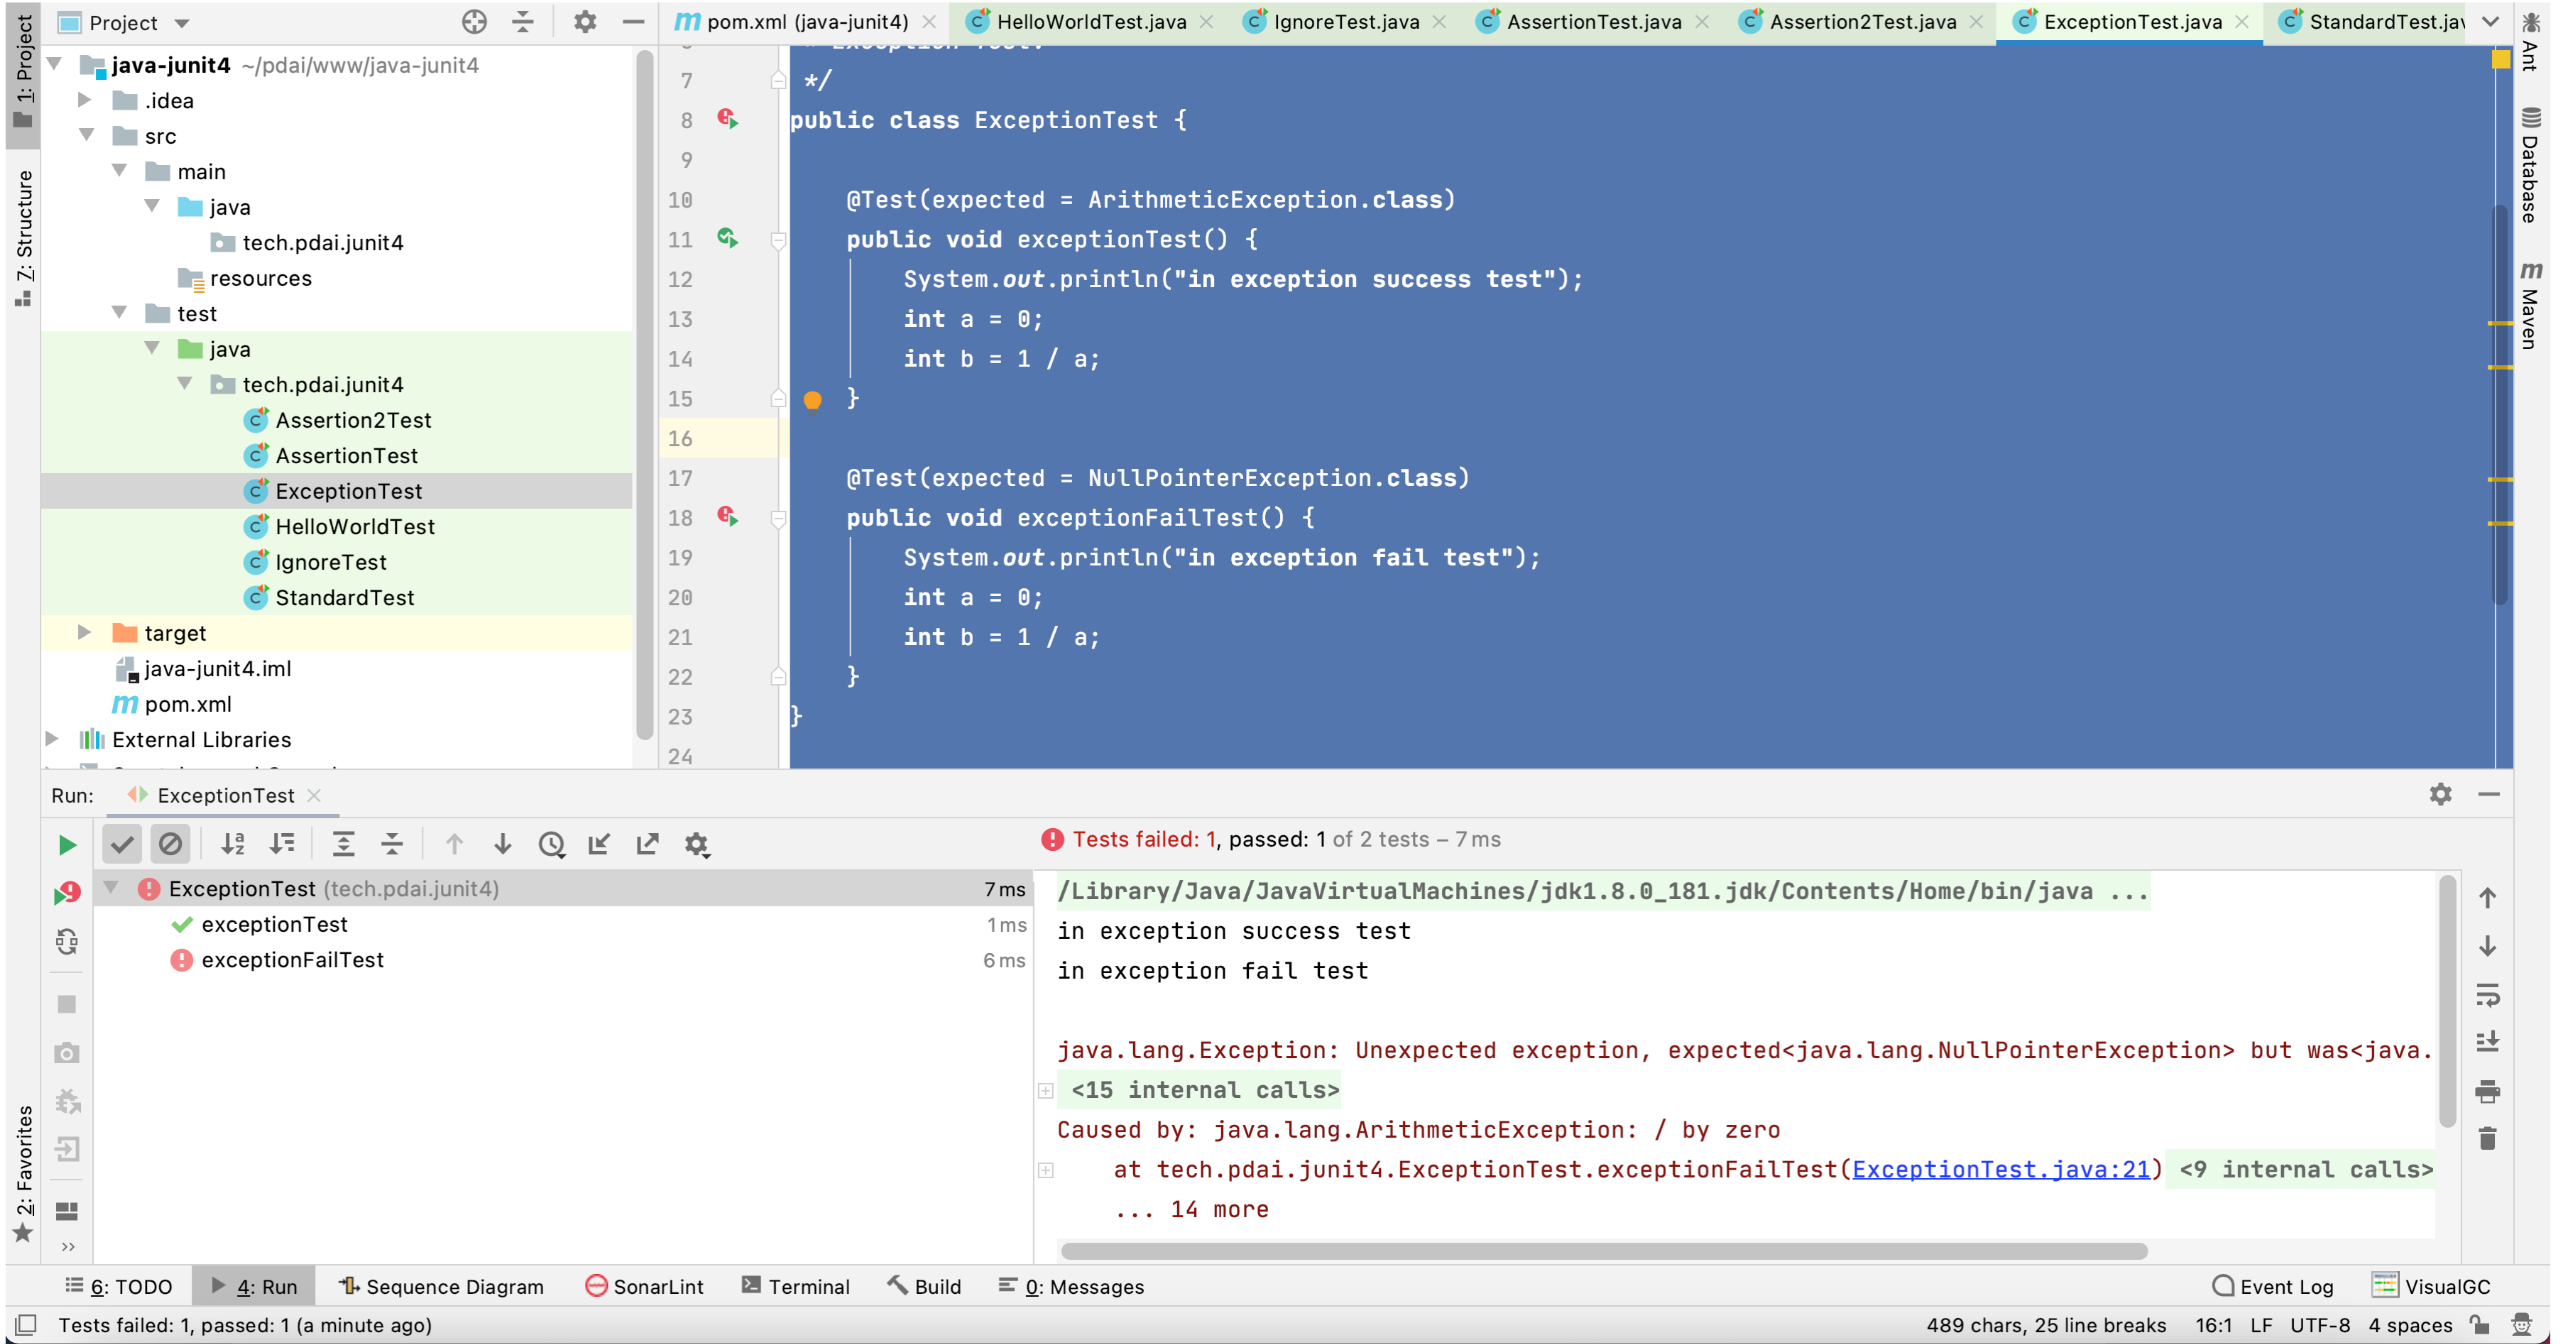 Project
pom.xml (java-junit4)
HelloWorldTest.java
IgnoreTest.java
AssertionTest.java
Assertion2Test.java
ExceptionTest.java
StandardTest.jav
1: Project
7: Structure
2: Favorites
Ant
Database
Maven
java-junit4 ~/pdai/www/java-junit4
.idea
src
main
java
tech.pdai.junit4
resources
test
java
tech.pdai.junit4
Assertion2Test
AssertionTest
ExceptionTest
HelloWorldTest
IgnoreTest
StandardTest
target
java-junit4.iml
pom.xml
External Libraries
7 */
8 public class ExceptionTest {
9
10 @Test(expected = ArithmeticException.class)
11 public void exceptionTest() {
12 System.out.println("in exception success test");
13 int a = 0;
14 int b = 1 / a;
15 }
16
17 @Test(expected = NullPointerException.class)
18 public void exceptionFailTest() {
19 System.out.println("in exception fail test");
20 int a = 0;
21 int b = 1 / a;
22 }
23 }
24
Run: ExceptionTest
Tests failed: 1, passed: 1 of 2 tests – 7 ms
ExceptionTest (tech.pdai.junit4) 7 ms
exceptionTest 1 ms
exceptionFailTest 6 ms
/Library/Java/JavaVirtualMachines/jdk1.8.0_181.jdk/Contents/Home/bin/java ...
in exception success test
in exception fail test
java.lang.Exception: Unexpected exception, expected<java.lang.NullPointerException> but was<java.
<15 internal calls>
Caused by: java.lang.ArithmeticException: / by zero
at tech.pdai.junit4.ExceptionTest.exceptionFailTest(ExceptionTest.java:21) <9 internal calls>
... 14 more
6: TODO
4: Run
Sequence Diagram
SonarLint
Terminal
Build
0: Messages
Event Log
VisualGC
Tests failed: 1, passed: 1 (a minute ago)
489 chars, 25 line breaks 16:1 LF UTF-8 4 spaces